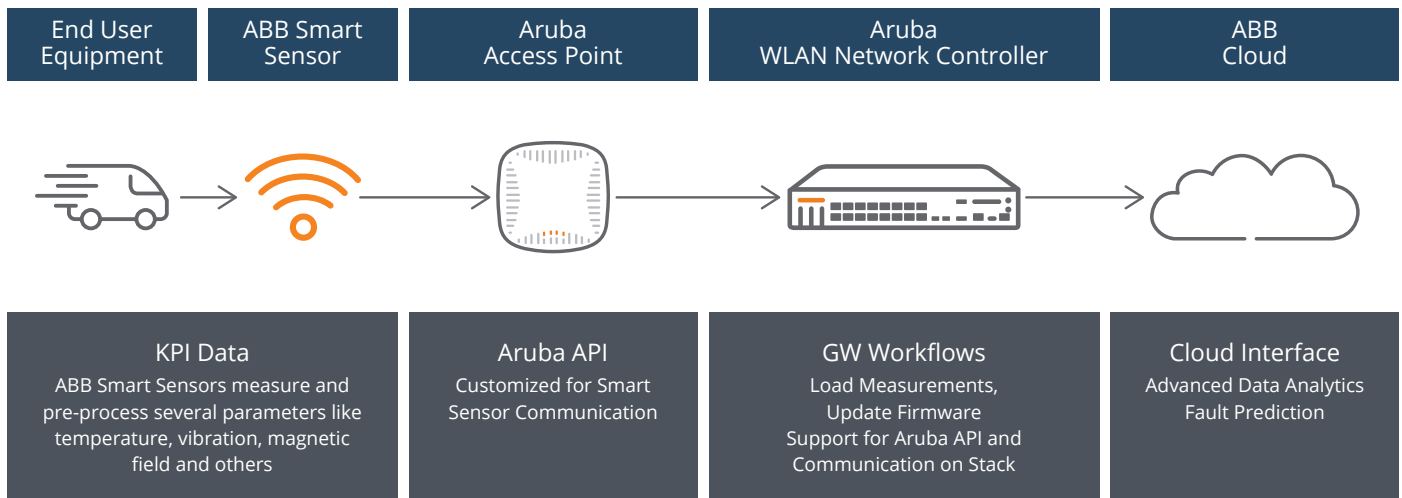 End User
Equipment
ABB Smart
Sensor
Aruba
Access Point
Aruba
WLAN Network Controller
ABB
Cloud
KPI Data
ABB Smart Sensors measure and
pre-process several parameters like
temperature, vibration, magnetic
field and others
Aruba API
Customized for Smart
Sensor Communication
GW Workflows
Load Measurements,
Update Firmware
Support for Aruba API and
Communication on Stack
Cloud Interface
Advanced Data Analytics
Fault Prediction